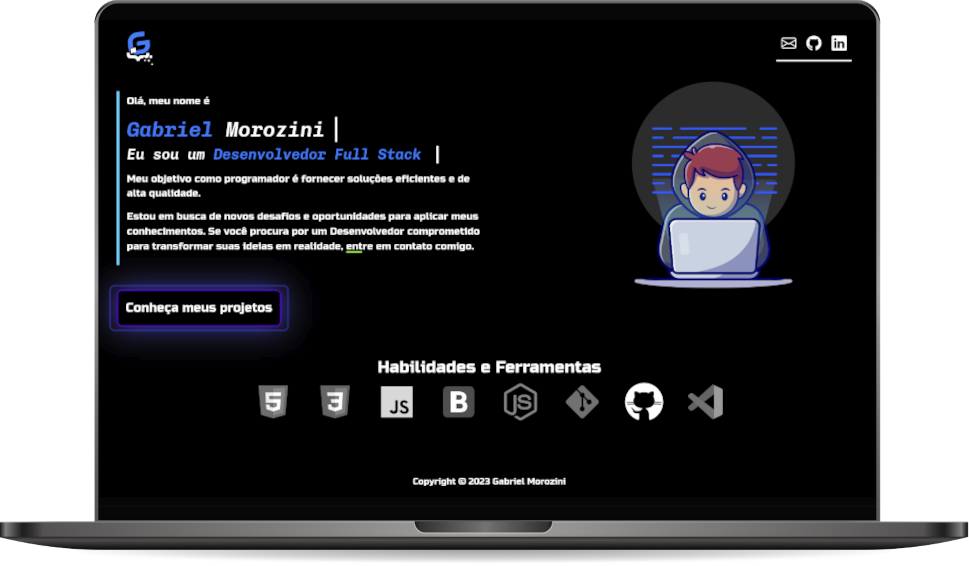 G
Olá, meu nome é
Gabriel Morozini
Eu sou um Desenvolvedor Full Stack
Meu objetivo como programador é fornecer soluções eficientes e de
alta qualidade.
Estou em busca de novos desafios e oportunidades para aplicar meus
conhecimentos. Se você procura por um Desenvolvedor comprometido
para transformar suas ideias em realidade, entre em contato comigo.
Conheça meus projetos
Habilidades e Ferramentas
5 3 JS B JS
Copyright © 2023 Gabriel Morozini